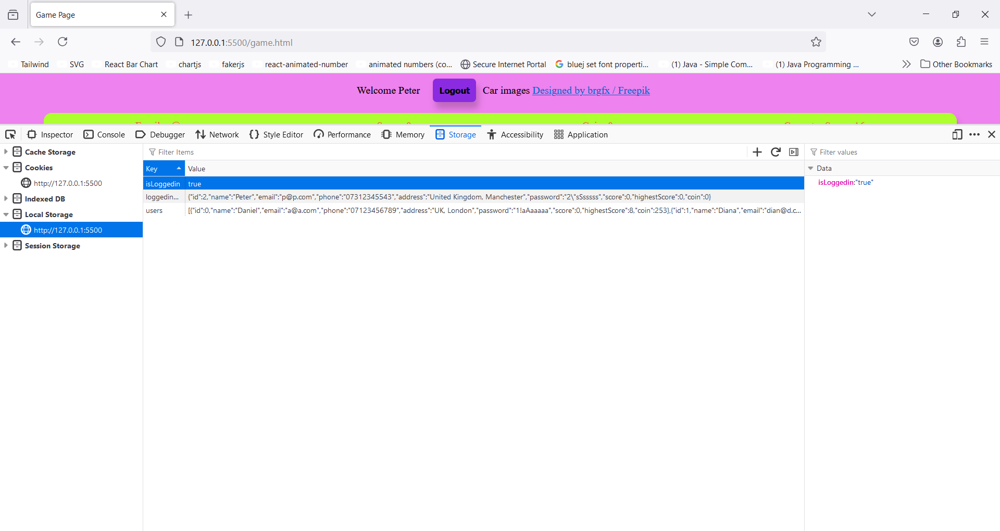 Game Page
127.0.0.1:5500/game.html
Tailwind SVG React Bar Chart chartjs fakerjs react-animated-number animated numbers (co... Secure Internet Portal bluej set font properti... (1) Java - Simple Com... (1) Java Programming ... Other Bookmarks
Welcome Peter Logout Car images Designed by brgfx / Freepik
Inspector Console Debugger Network Style Editor Performance Memory Storage Accessibility Application
Cache Storage
Cookies
http://127.0.0.1:5500
Indexed DB
Local Storage
http://127.0.0.1:5500
Session Storage
Filter Items
Key Value
isLoggedin true
loggedin... {"id":2,"name":"Peter","email":"p@p.com","phone":"07312345543","address":"United Kingdom, Manchester","password":"2\"sSsssss","score":0,"highestScore":0,"coin":0}
users [{"id":0,"name":"Daniel","email":"a@a.com","phone":"07123456789","address":"UK, London","password":"1!aAaaaaa","score":0,"highestScore":8,"coin":253},{"id":1,"name":"Diana","email":"dian@d.c...
Filter values
Data
isLoggedin:"true"